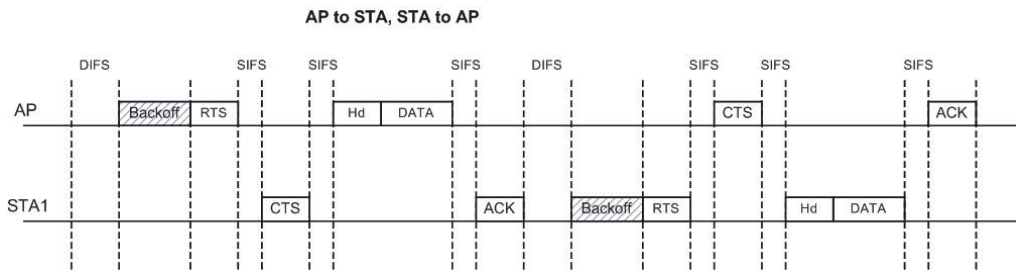 AP to STA, STA to AP
DIFS SIFS SIFS SIFS DIFS SIFS SIFS SIFS
AP Backoff RTS Hd DATA CTS ACK
STA1 CTS ACK Backoff RTS Hd DATA